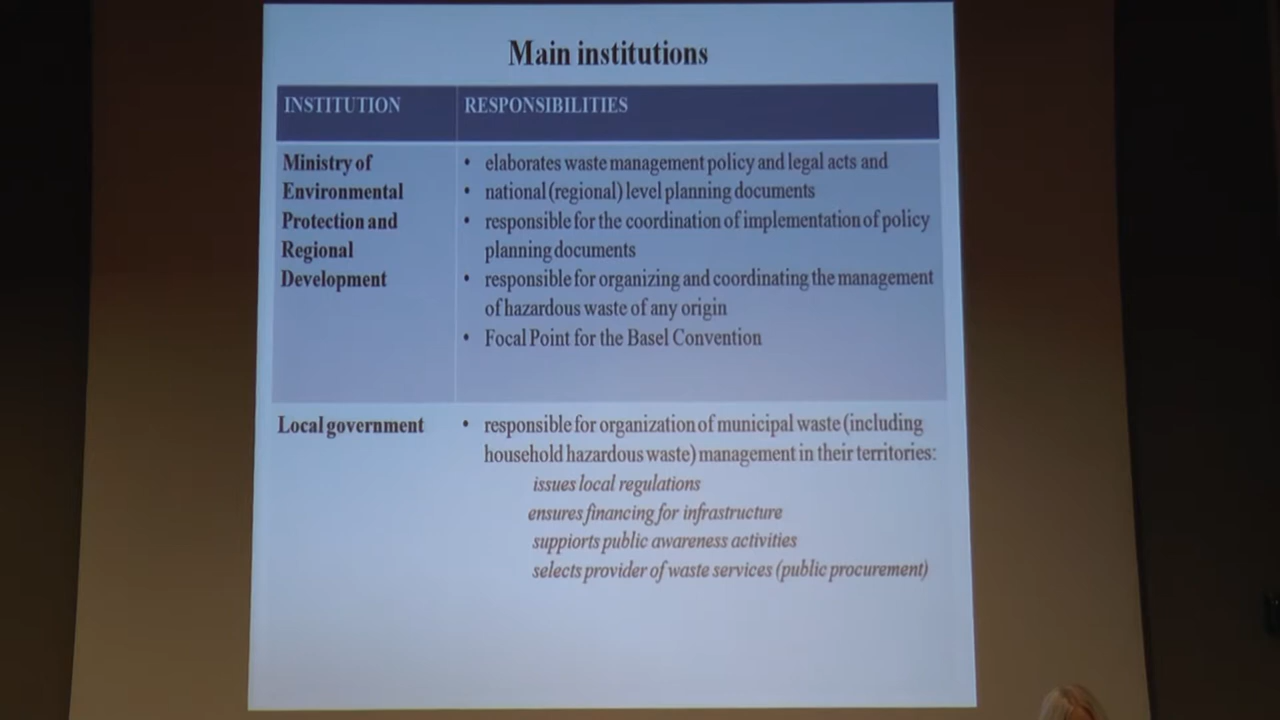 Main institutions
INSTITUTION
RESPONSIBILITIES
Ministry of
Environmental
Protection and
Regional
Development
• elaborates waste management policy and legal acts and
• national (regional) level planning documents
• responsible for the coordination of implementation of policy
planning documents
• responsible for organizing and coordinating the management
of hazardous waste of any origin
• Focal Point for the Basel Convention
Local government
• responsible for organization of municipal waste (including
household hazardous waste) management in their territories:
issues local regulations
ensures financing for infrastructure
suppiorts public awareness activities
selects provider of waste services (public procurement)